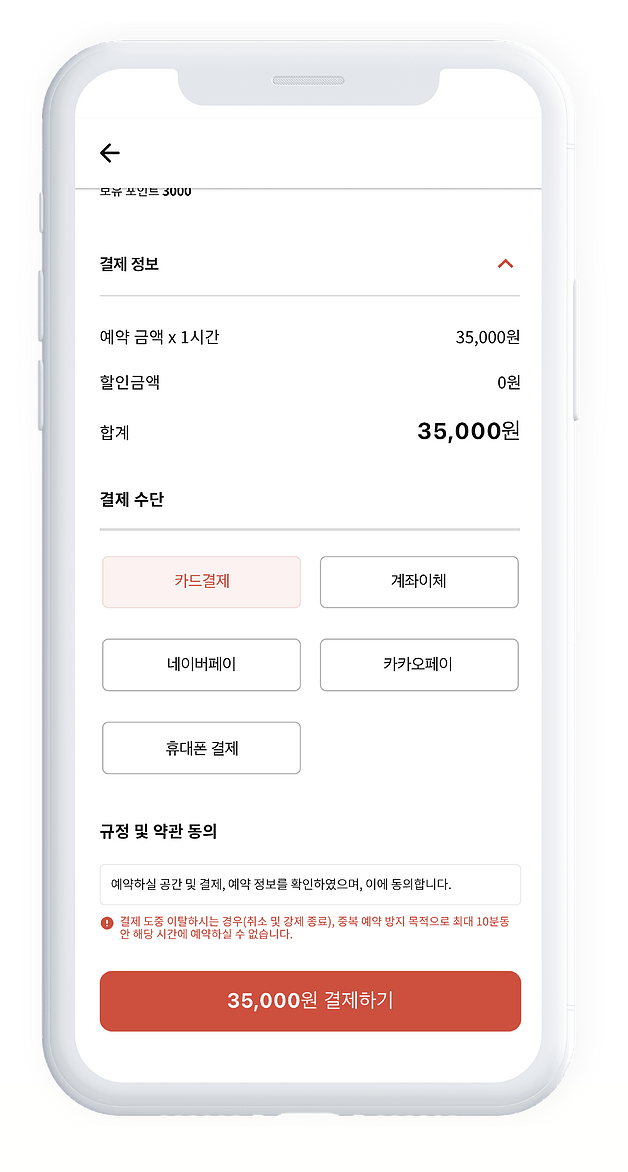 보유 포인트 3000
결제 정보
예약 금액 x 1시간 35,000원
할인금액 0원
합계 35,000원
결제 수단
카드결제 계좌이체
네이버페이 카카오페이
휴대폰 결제
규정 및 약관 동의
예약하실 공간 및 결제, 예약 정보를 확인하였으며, 이에 동의합니다.
결제 도중 이탈하시는 경우(취소 및 강제 종료), 중복 예약 방지 목적으로 최대 10분동
안 해당 시간에 예약하실 수 없습니다.
35,000원 결제하기